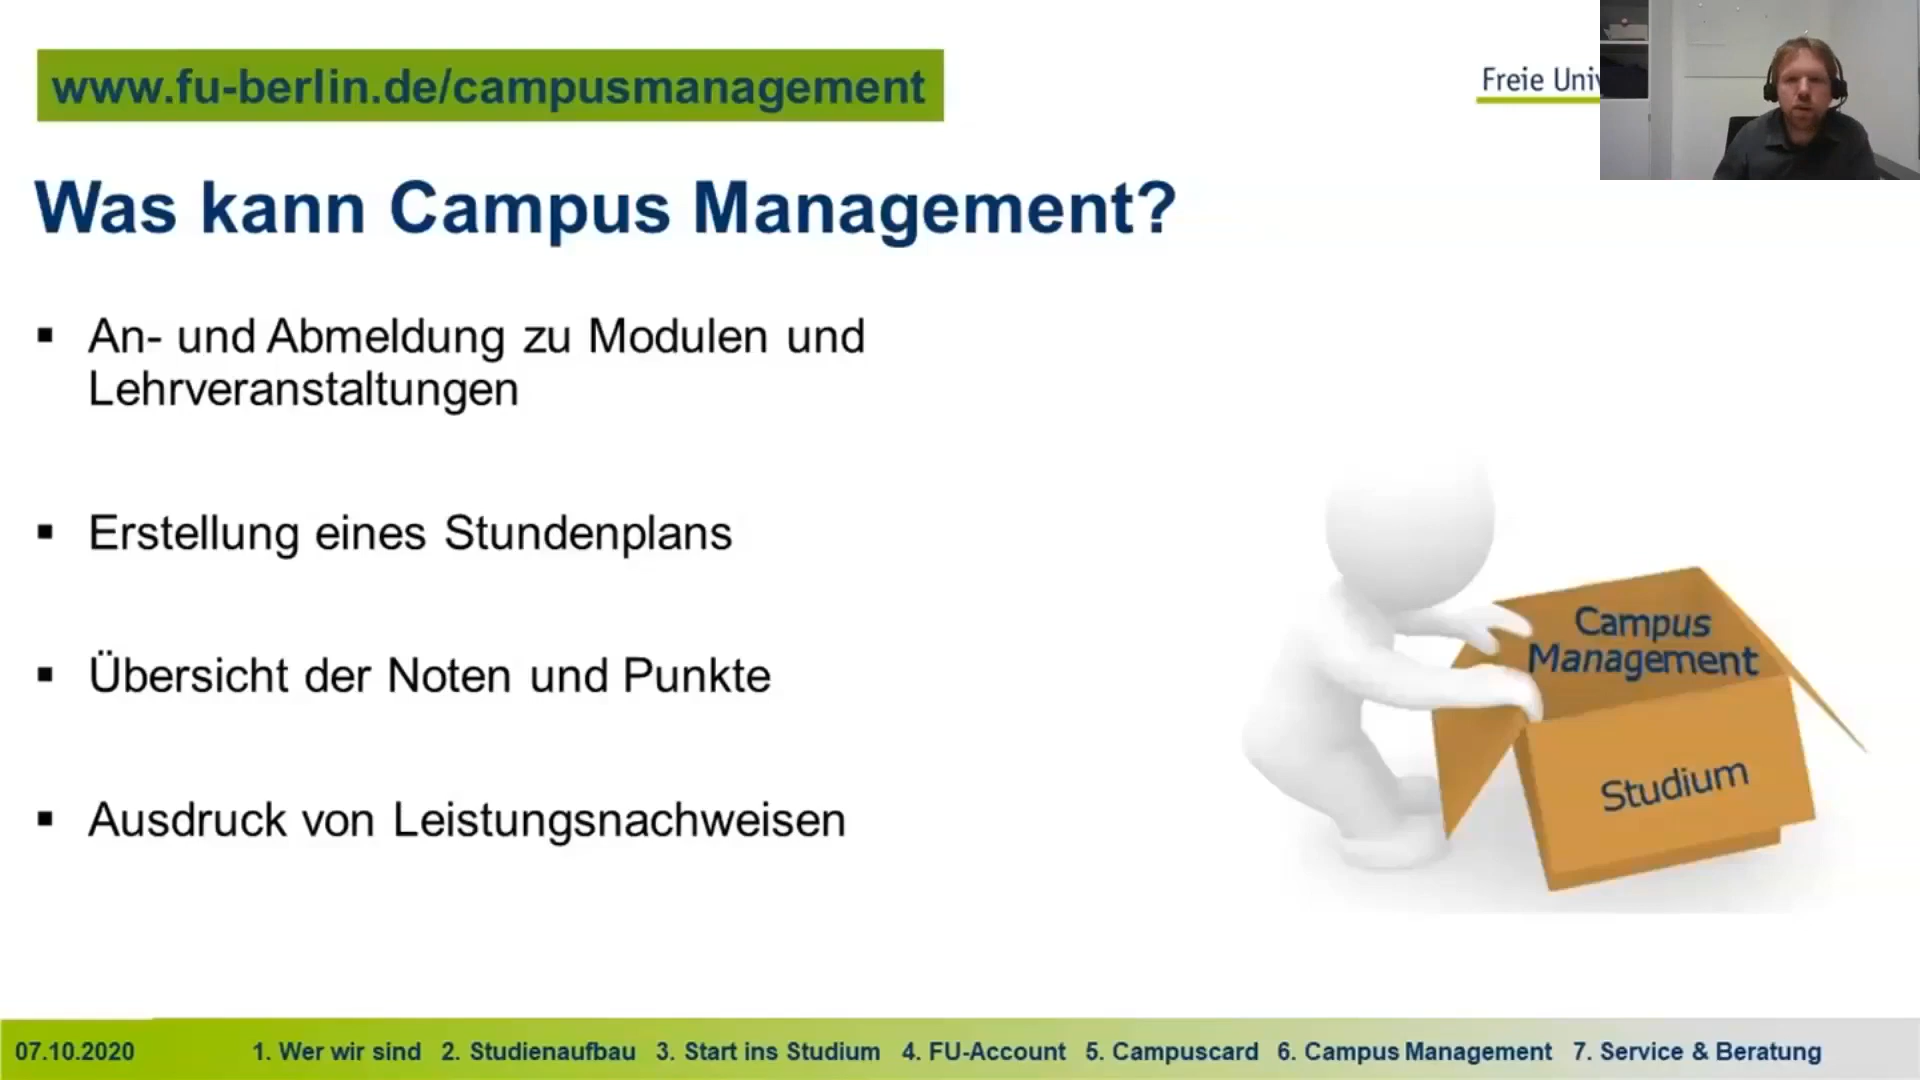 www.fu-berlin.de/campusmanagement
Freie Univ
Was kann Campus Management?
▪ An- und Abmeldung zu Modulen und
Lehrveranstaltungen
▪ Erstellung eines Stundenplans
▪ Übersicht der Noten und Punkte
▪ Ausdruck von Leistungsnachweisen
Campus
Management
Studium
07.10.2020 1. Wer wir sind 2. Studienaufbau 3. Start ins Studium 4. FU-Account 5. Campuscard 6. Campus Management 7. Service & Beratung